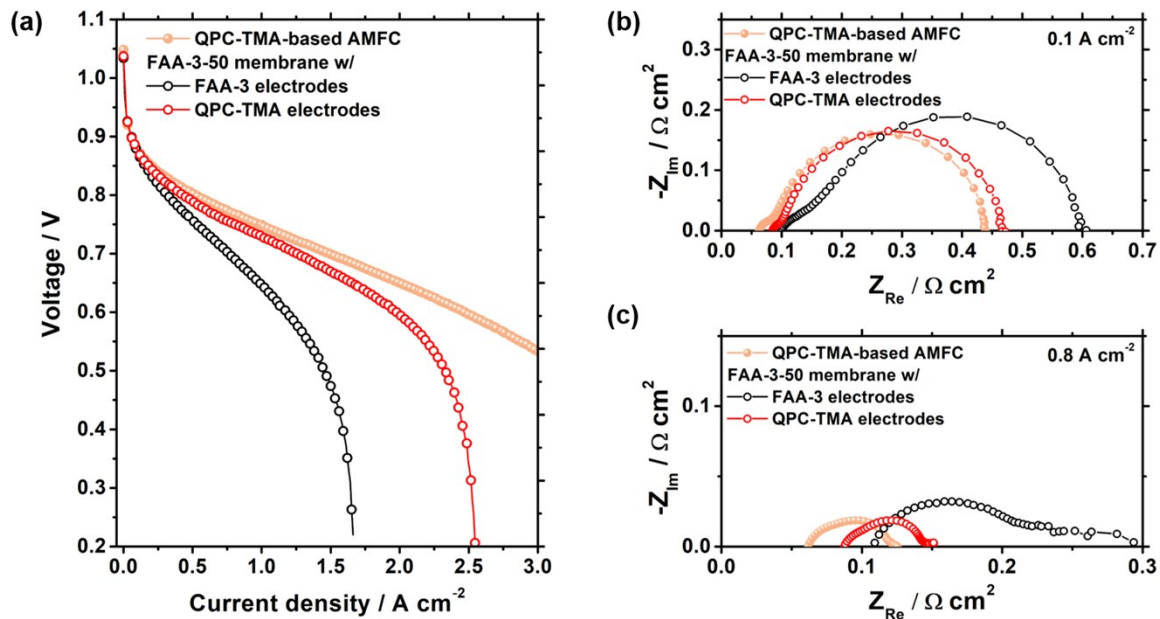 (a)
QPC-TMA-based AMFC
FAA-3-50 membrane w/
FAA-3 electrodes
QPC-TMA electrodes
Voltage / V
1.1
1.0
0.9
0.8
0.7
0.6
0.5
0.4
0.3
0.2
0.0 0.5 1.0 1.5 2.0 2.5 3.0
Current density / A cm-2
(b)
QPC-TMA-based AMFC
0.1 A cm-2
FAA-3-50 membrane w/
FAA-3 electrodes
QPC-TMA electrodes
-ZIm / Ω cm2
0.3
0.2
0.1
0.0
0.0 0.1 0.2 0.3 0.4 0.5 0.6 0.7
ZRe / Ω cm2
(c)
QPC-TMA-based AMFC
0.8 A cm-2
FAA-3-50 membrane w/
FAA-3 electrodes
QPC-TMA electrodes
-ZIm / Ω cm2
0.1
0.0
0.0 0.1 0.2 0.3
ZRe / Ω cm2